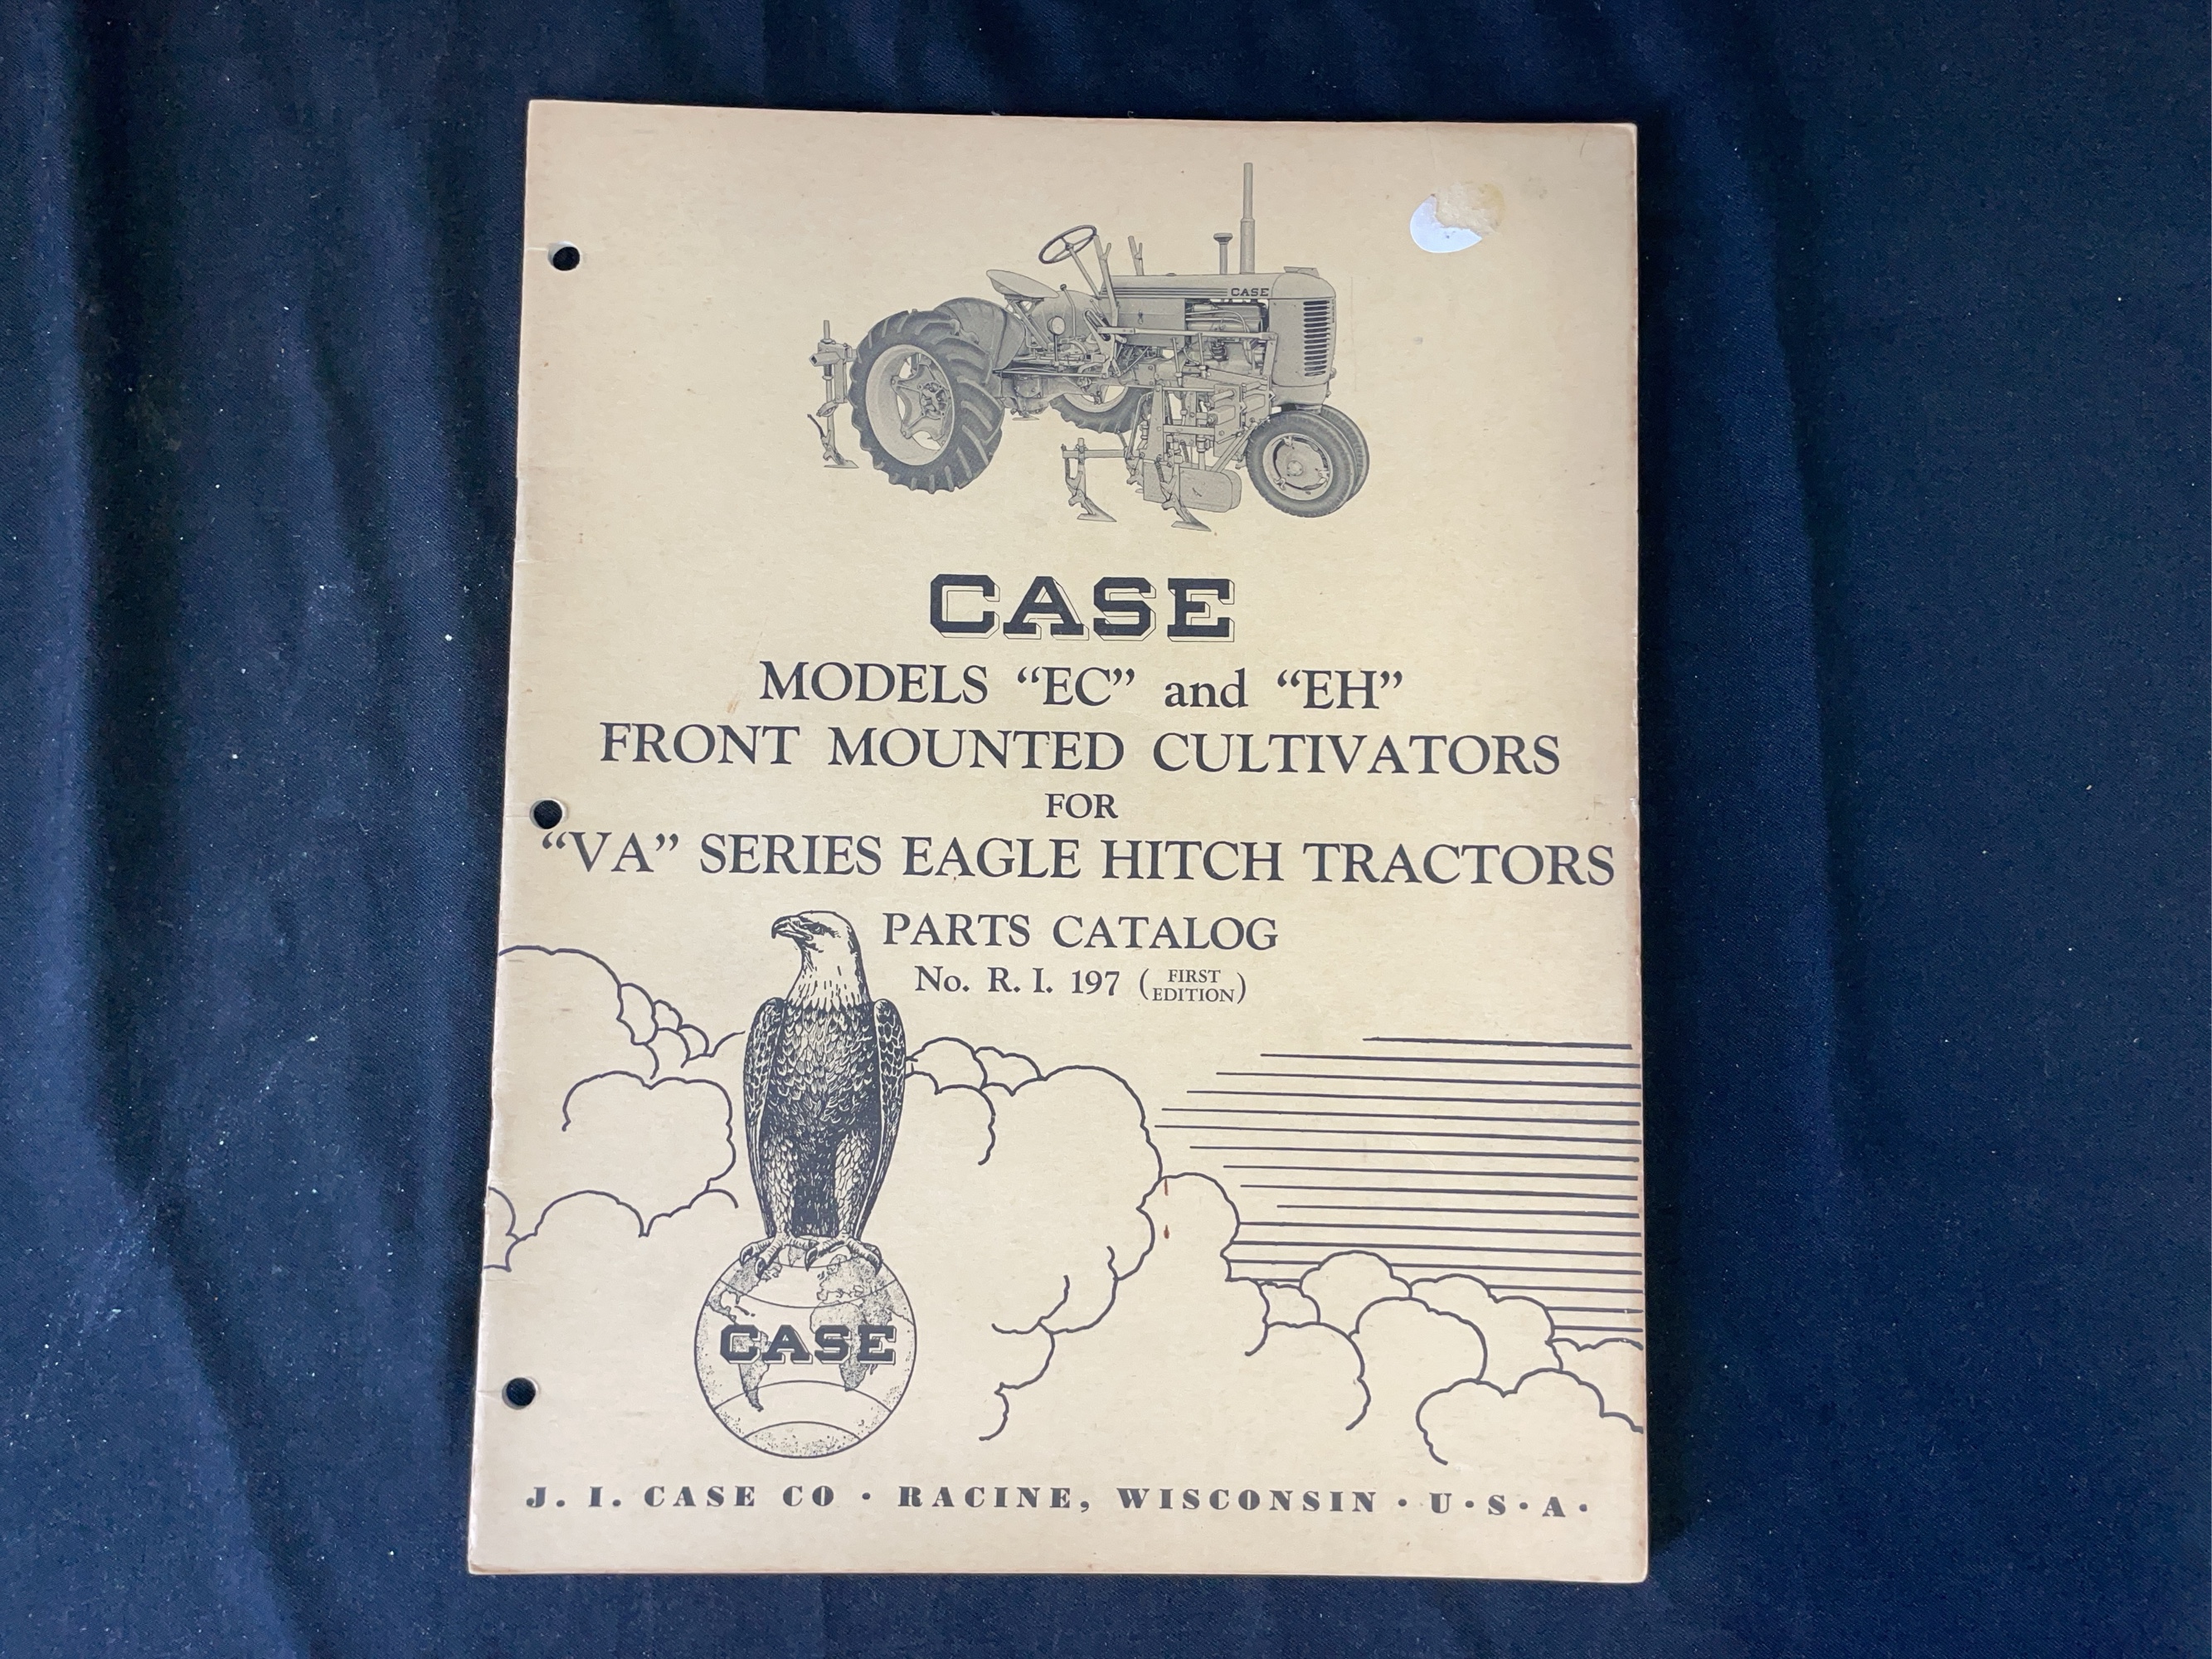 CASE
CASE
MODELS “EC” and “EH”
FRONT MOUNTED CULTIVATORS
FOR
“VA” SERIES EAGLE HITCH TRACTORS
PARTS CATALOG
No. R. I. 197 (FIRST
EDITION)
CASE
J. I. CASE CO · RACINE, WISCONSIN · U·S·A·